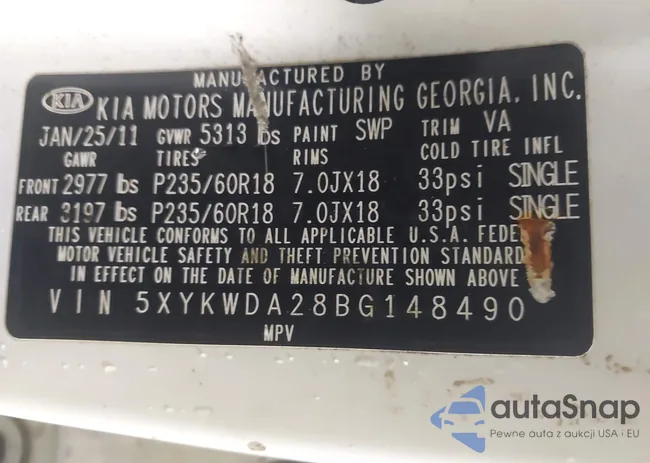 MANUFACTURED BY
KIA KIA MOTORS MANUFACTURING GEORGIA, INC.
JAN/25/11 GVWR 5313 lbs PAINT SWP TRIM VA
GAWR TIRES RIMS COLD TIRE INFL
FRONT 2977 lbs P235/60R18 7.0JX18 33psi SINGLE
REAR 3197 lbs P235/60R18 7.0JX18 33psi SINGLE
THIS VEHICLE CONFORMS TO ALL APPLICABLE U.S.A. FEDE
MOTOR VEHICLE SAFETY AND THEFT PREVENTION STANDARD
IN EFFECT ON THE DATE OF MANUFACTURE SHOWN ABOVE
VIN 5XYKWDA28BG148490
MPV
autaSnap
Pewne auta z aukcji USA i EU